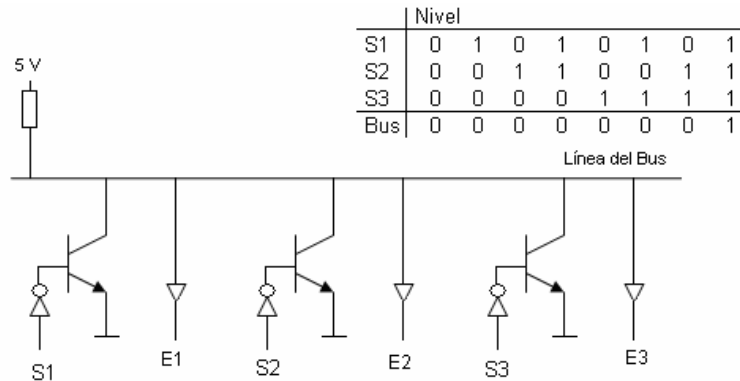 Nivel
S1 0 1 0 1 0 1 0 1
S2 0 0 1 1 0 0 1 1
S3 0 0 0 0 1 1 1 1
Bus 0 0 0 0 0 0 0 1
5 V
Línea del Bus
S1 E1 S2 E2 S3 E3